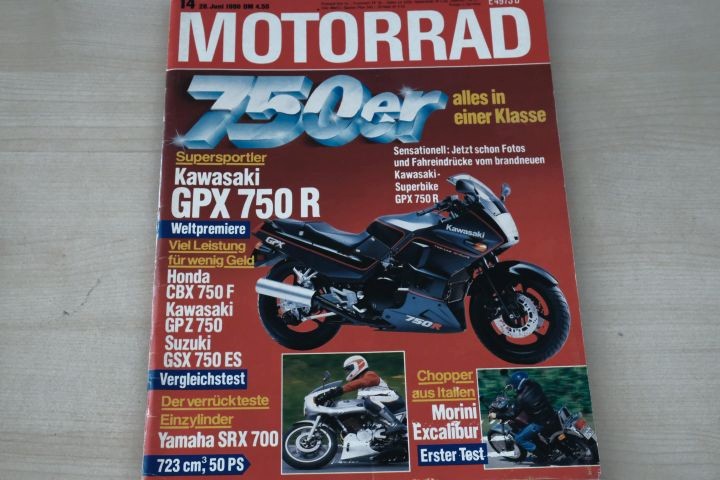 14 28. Juni 1986 DM 4.50
E 4973 D
MOTORRAD
750er
alles in
einer Klasse
Sensationell: Jetzt schon Fotos
und Fahreindrücke vom brandneuen
Kawasaki-
Superbike
GPX 750 R
Supersportler
Kawasaki
GPX 750 R
Weltpremiere
Viel Leistung
für wenig Geld
Honda
CBX 750 F
Kawasaki
GPZ 750
Suzuki
GSX 750 ES
Vergleichstest
Kawasaki
GPX
750R
Der verrückteste
Einzylinder
Yamaha SRX 700
723 cm³, 50 PS
Chopper
aus Italien
Morini
Excalibur
Erster Test